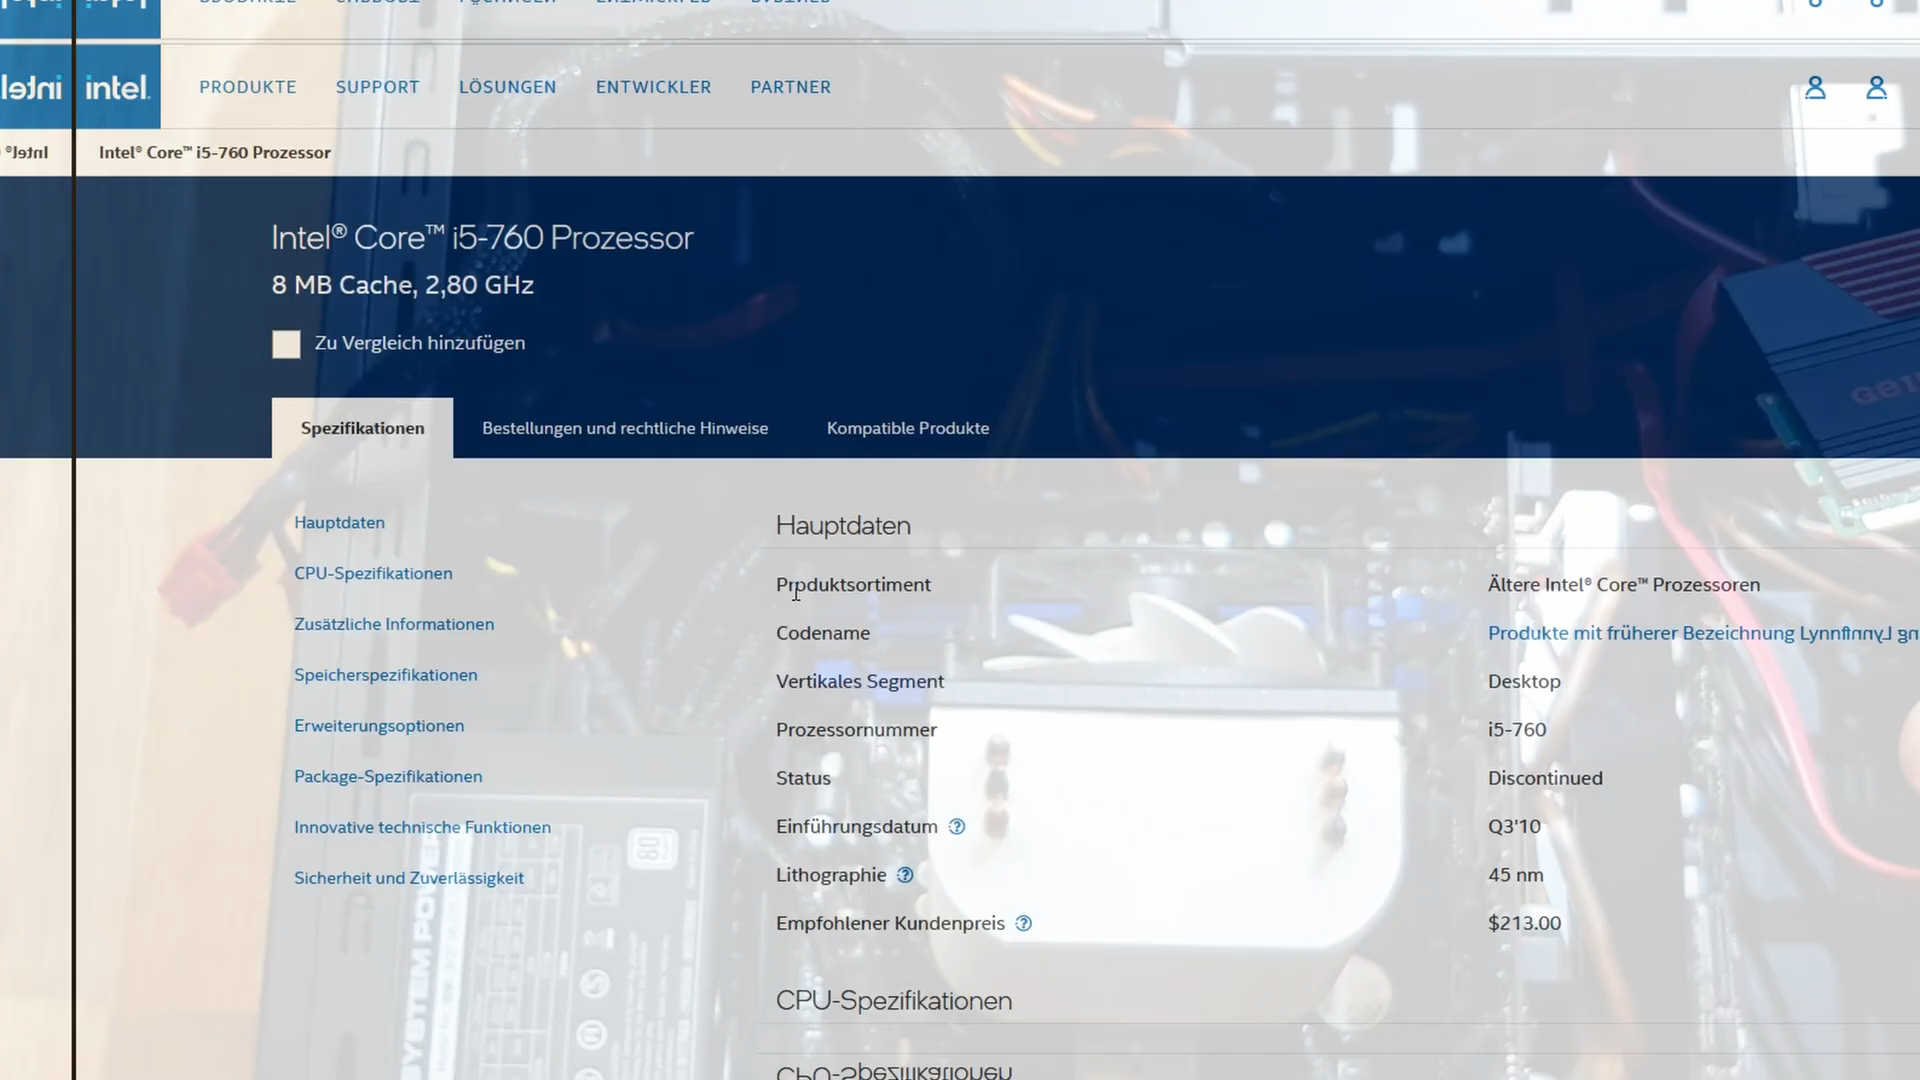 intel.
PRODUKTE SUPPORT LÖSUNGEN ENTWICKLER PARTNER
Intel® Core™ i5-760 Prozessor
Intel® Core™ i5-760 Prozessor
8 MB Cache, 2,80 GHz
Zu Vergleich hinzufügen
Spezifikationen Bestellungen und rechtliche Hinweise Kompatible Produkte
Hauptdaten
CPU-Spezifikationen
Zusätzliche Informationen
Speicherspezifikationen
Erweiterungsoptionen
Package-Spezifikationen
Innovative technische Funktionen
Sicherheit und Zuverlässigkeit
Hauptdaten
Produktsortiment Ältere Intel® Core™ Prozessoren
Codename Produkte mit früherer Bezeichnung
Vertikales Segment Desktop
Prozessornummer i5-760
Status Discontinued
Einführungsdatum Q3'10
Lithographie 45 nm
Empfohlener Kundenpreis $213.00
CPU-Spezifikationen
SYSTEM POWER
80